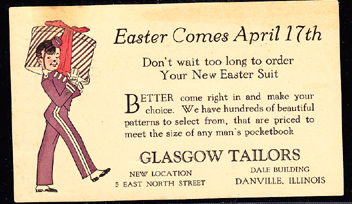 Easter Comes April 17th
Don't wait too long to order
Your New Easter Suit
BETTER come right in and make your
choice. We have hundreds of beautiful
patterns to select from, that are priced to
meet the size of any man's pocketbook
GLASGOW TAILORS
NEW LOCATION
5 EAST NORTH STREET
DALE BUILDING
DANVILLE, ILLINOIS